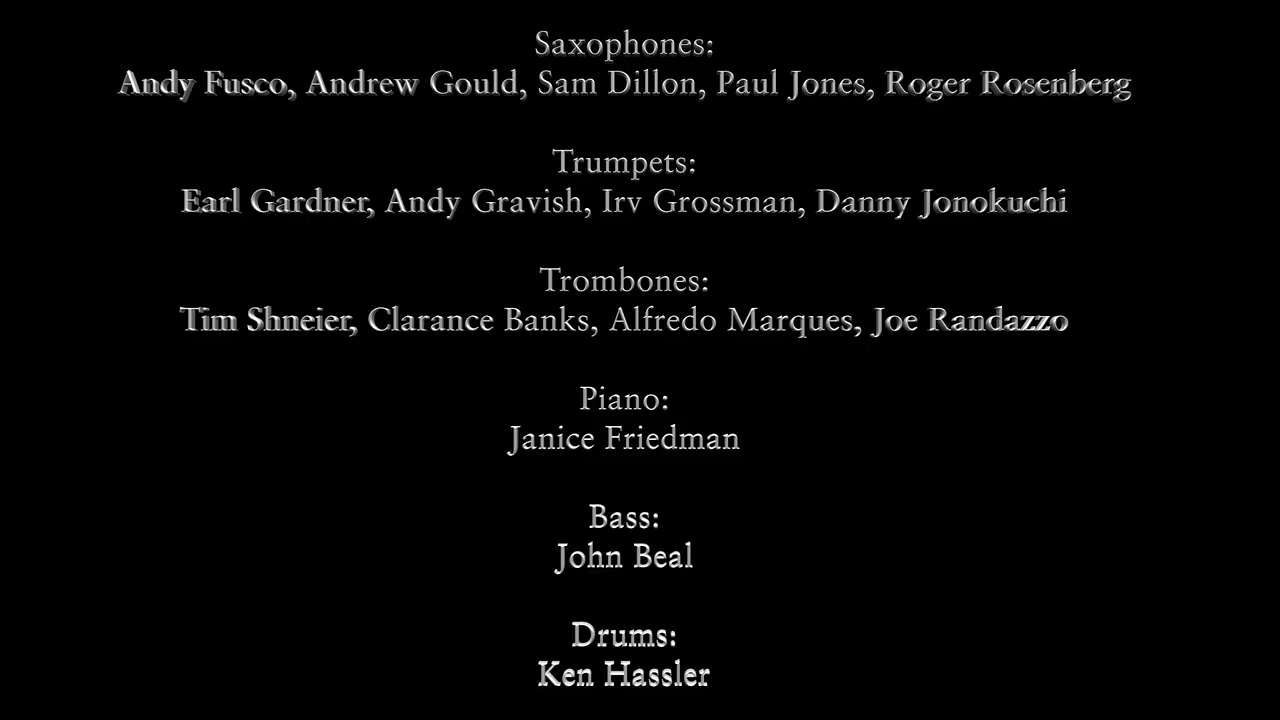 Saxophones:
Andy Fusco, Andrew Gould, Sam Dillon, Paul Jones, Roger Rosenberg
Trumpets:
Earl Gardner, Andy Gravish, Irv Grossman, Danny Jonokuchi
Trombones:
Tim Shneier, Clarance Banks, Alfredo Marques, Joe Randazzo
Piano:
Janice Friedman
Bass:
John Beal
Drums:
Ken Hassler